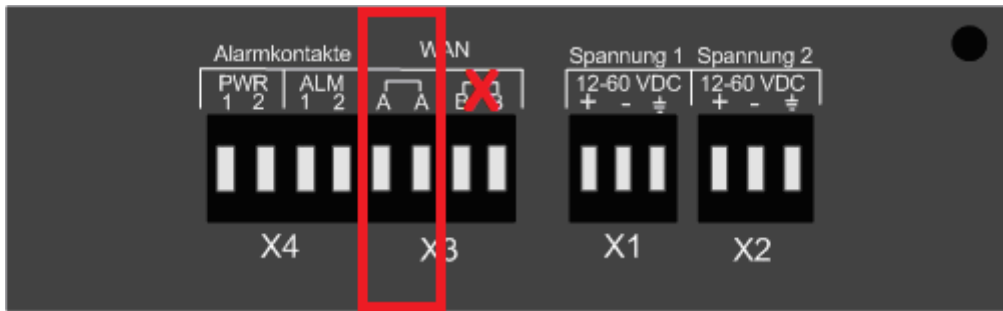 Alarmkontakte WAN Spannung 1 Spannung 2
PWR ALM 12-60 VDC 12-60 VDC
1 2 1 2 A A B B + - + -
X4 X3 X1 X2